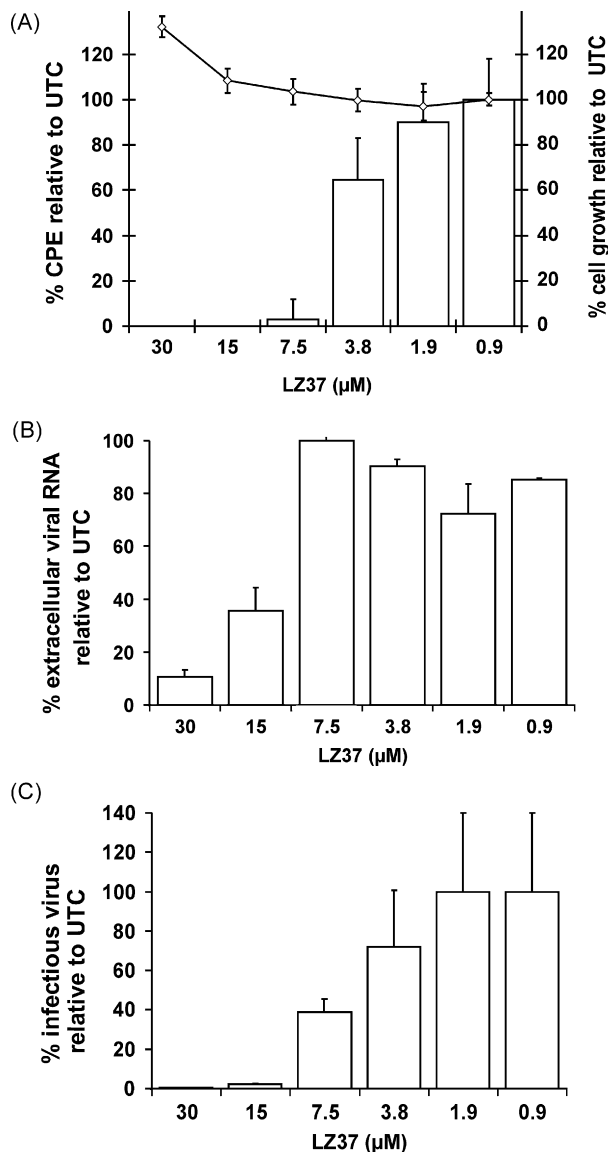 (A)
% CPE relative to UTC
120
100
80
60
40
20
0
% cell growth relative to UTC
120
100
80
60
40
20
0
30 15 7.5 3.8 1.9 0.9
LZ37 (µM)
(B)
% extracellular viral RNA
relative to UTC
100
80
60
40
20
0
30 15 7.5 3.8 1.9 0.9
LZ37 (µM)
(C)
% infectious virus
relative to UTC
140
120
100
80
60
40
20
0
30 15 7.5 3.8 1.9 0.9
LZ37 (µM)